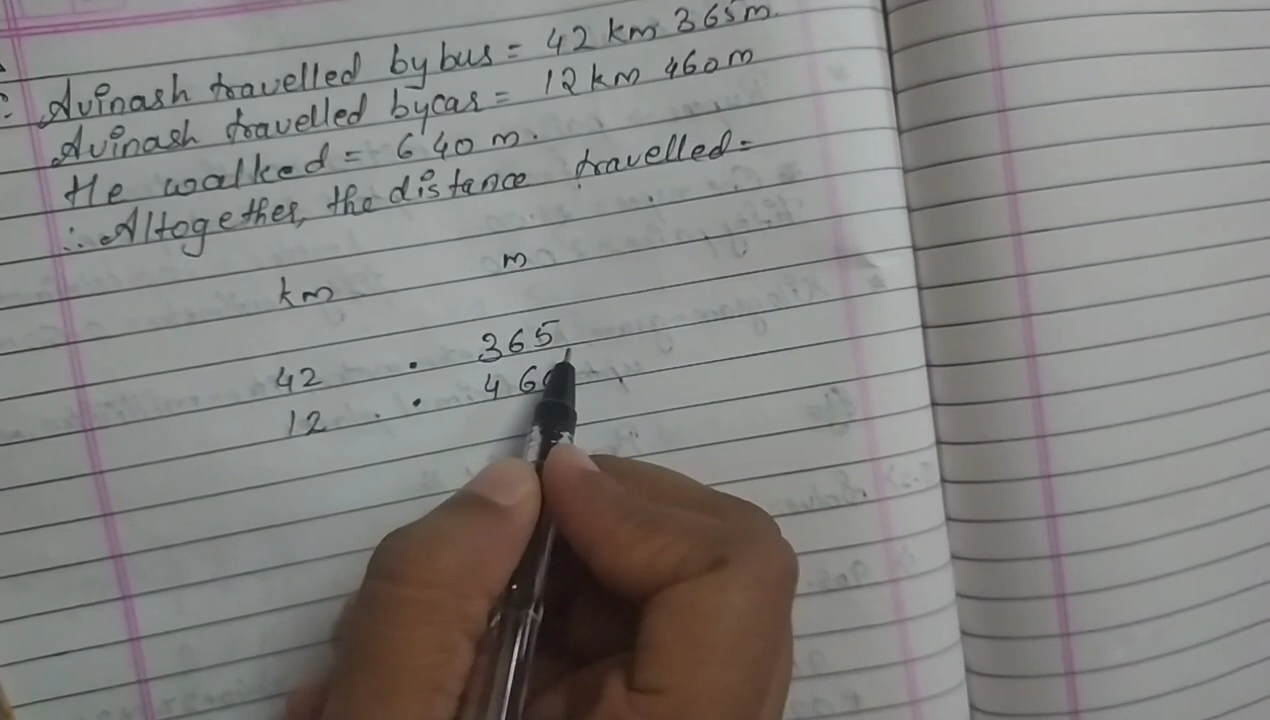 Avinash travelled by bus = 42 km 365m.
Avinash travelled by car = 12 km 460m
He walked = 640 m.
∴ Altogether, the distance travelled =
km m
42 . 365
12 . . 460